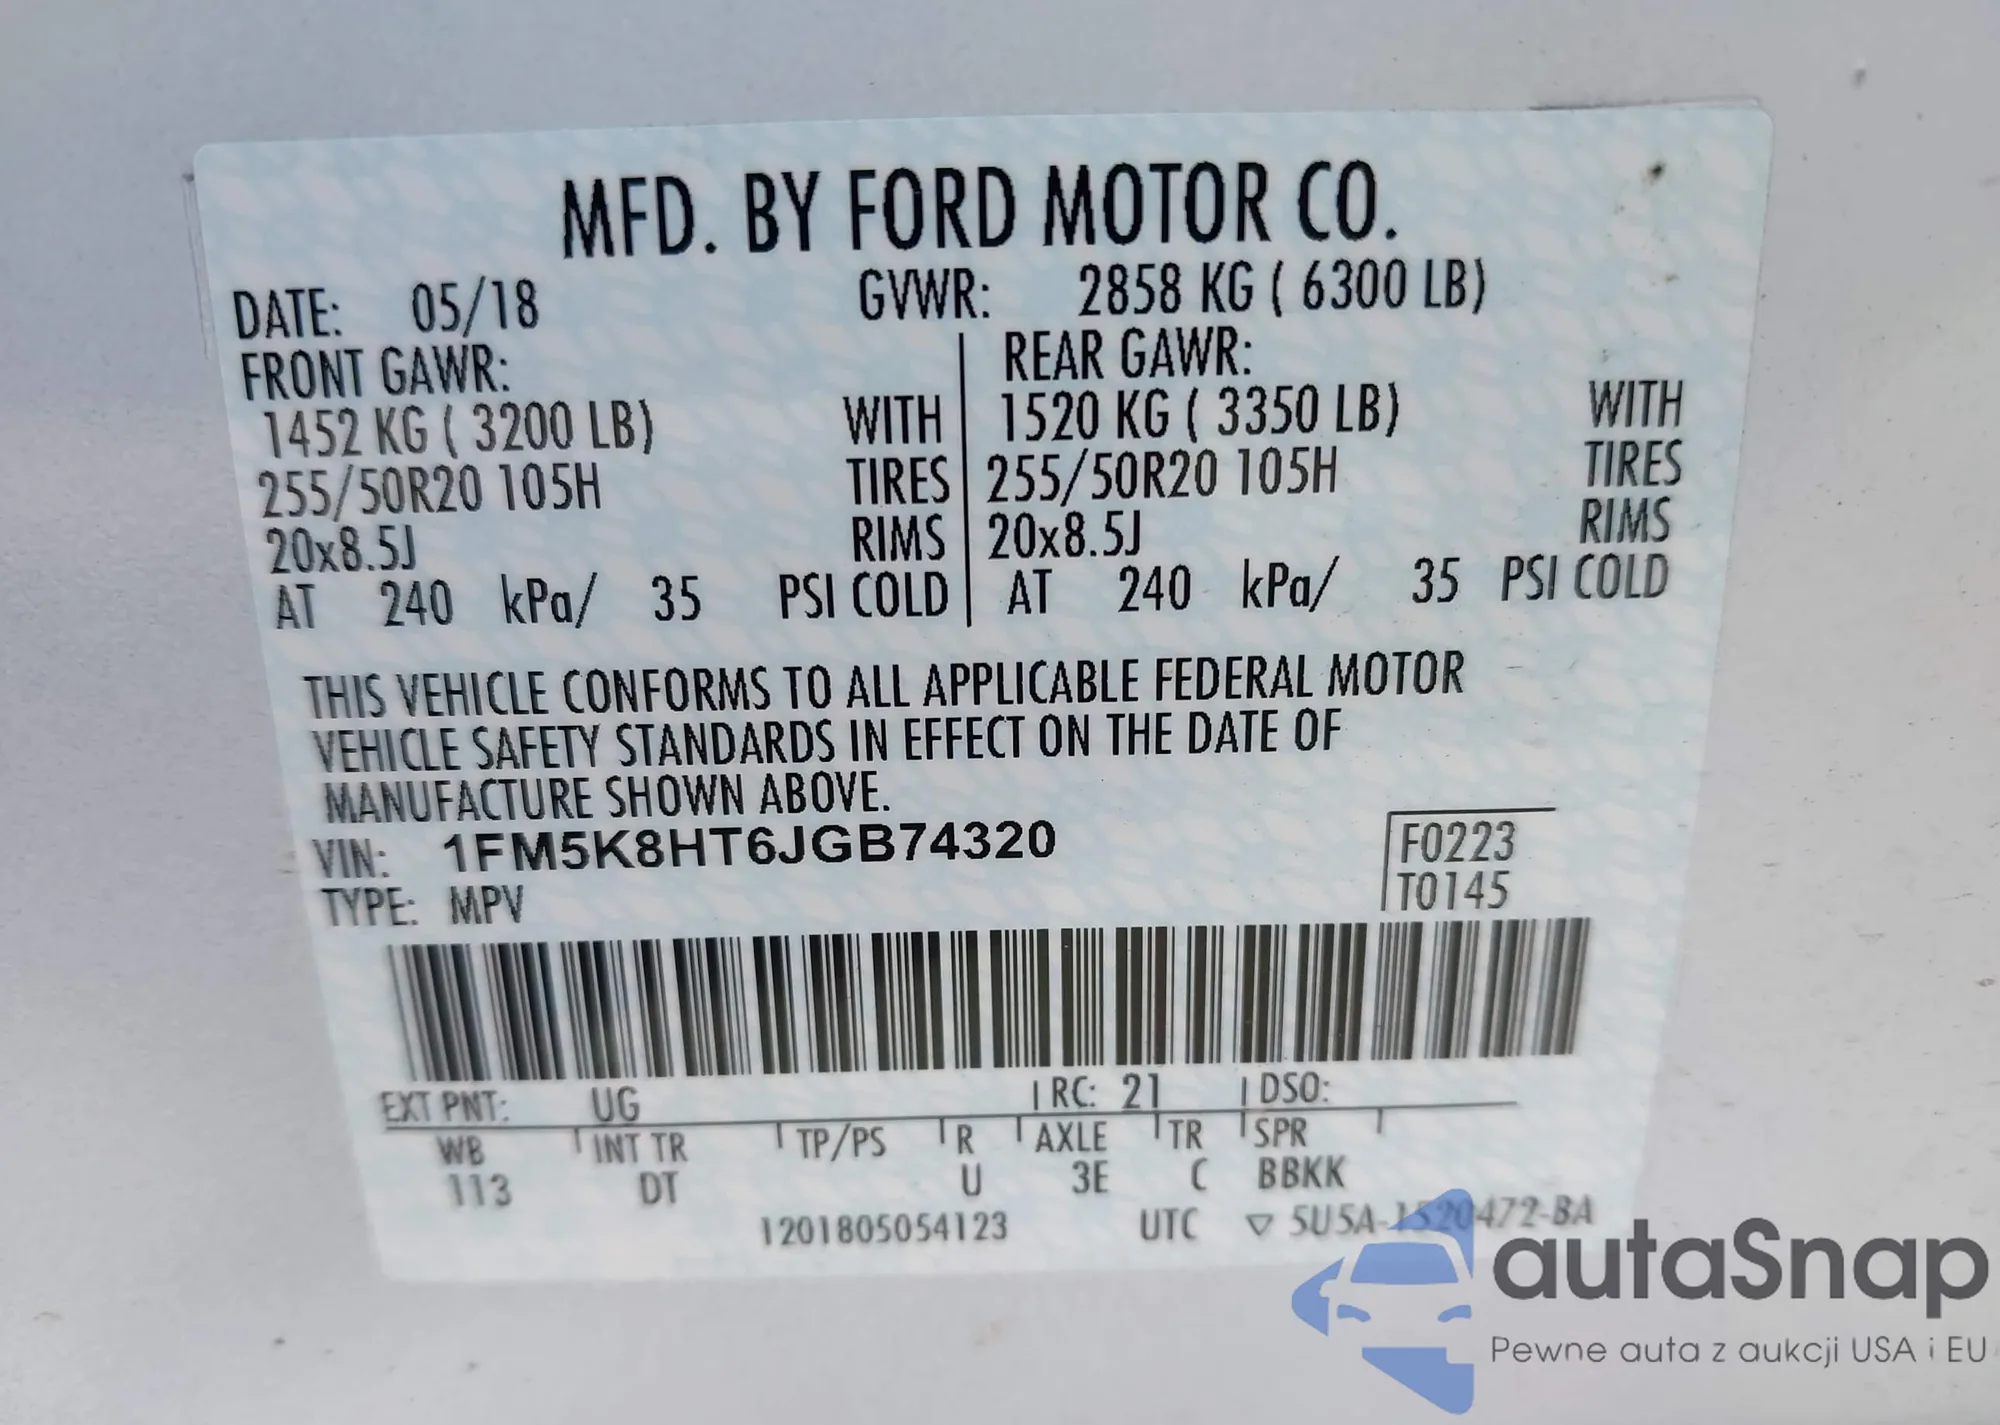 MFD. BY FORD MOTOR CO.
DATE: 05/18 GVWR: 2858 KG ( 6300 LB)
FRONT GAWR: REAR GAWR:
1452 KG ( 3200 LB) WITH 1520 KG ( 3350 LB) WITH
255/50R20 105H TIRES 255/50R20 105H TIRES
20x8.5J RIMS 20x8.5J RIMS
AT 240 kPa/ 35 PSI COLD AT 240 kPa/ 35 PSI COLD
THIS VEHICLE CONFORMS TO ALL APPLICABLE FEDERAL MOTOR
VEHICLE SAFETY STANDARDS IN EFFECT ON THE DATE OF
MANUFACTURE SHOWN ABOVE.
VIN: 1FM5K8HT6JGB74320 F0223
TYPE: MPV T0145
EXT PNT: UG RC: 21 DSO:
WB INT TR TP/PS R AXLE TR SPR
113 DT U 3E C BBKK
1201805054123 UTC ▽ 5U5A-1520472-BA
autaSnap
Pewne auta z aukcji USA i EU